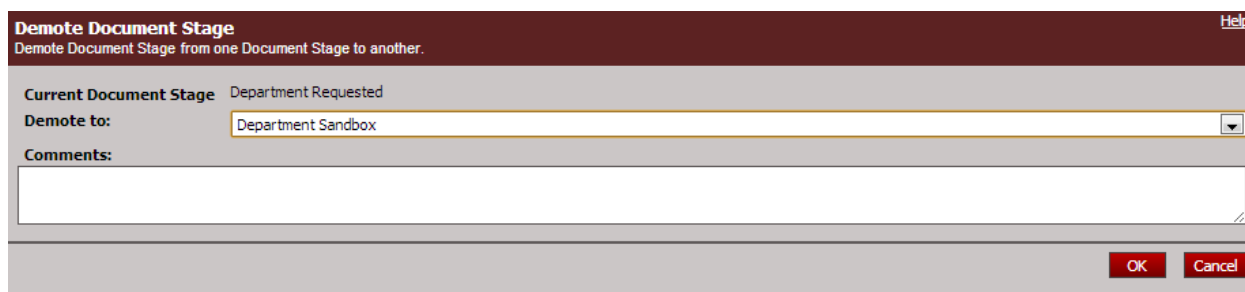 Demote Document Stage
Help
Demote Document Stage from one Document Stage to another.
Current Document Stage Department Requested
Demote to: Department Sandbox
Comments:
OK Cancel